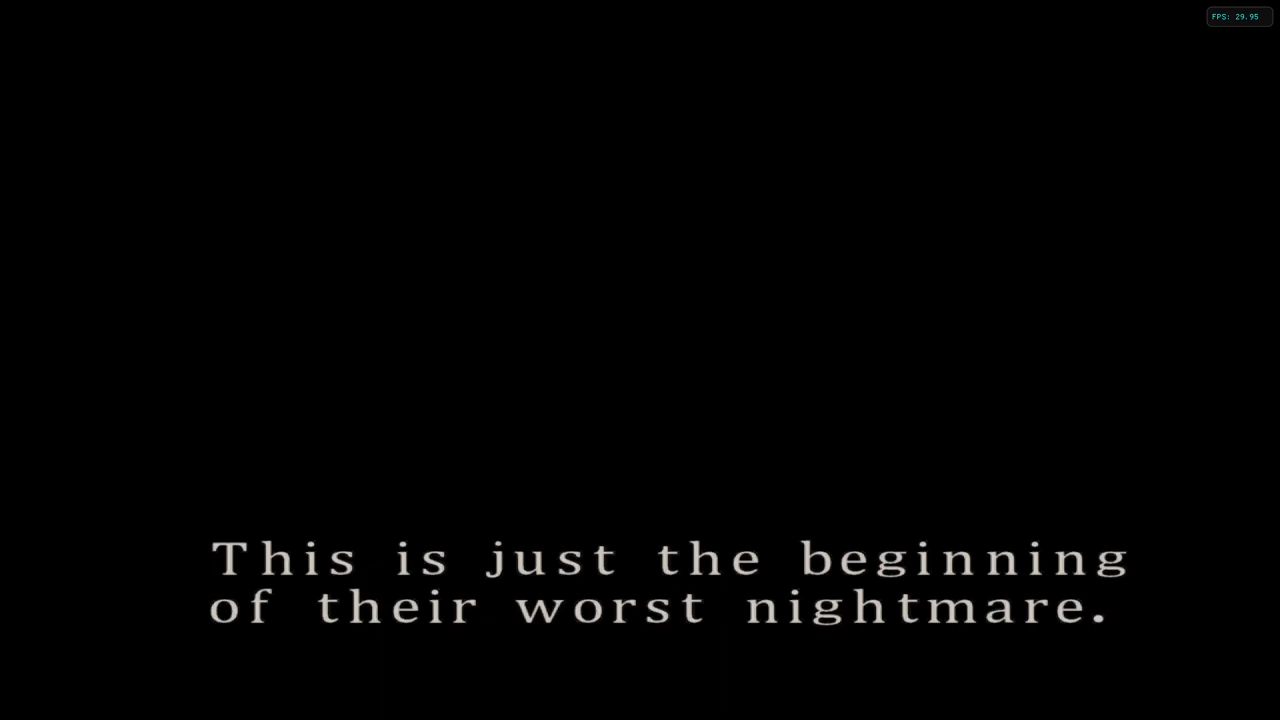 FPS: 29.95
This is just the beginning
of their worst nightmare.